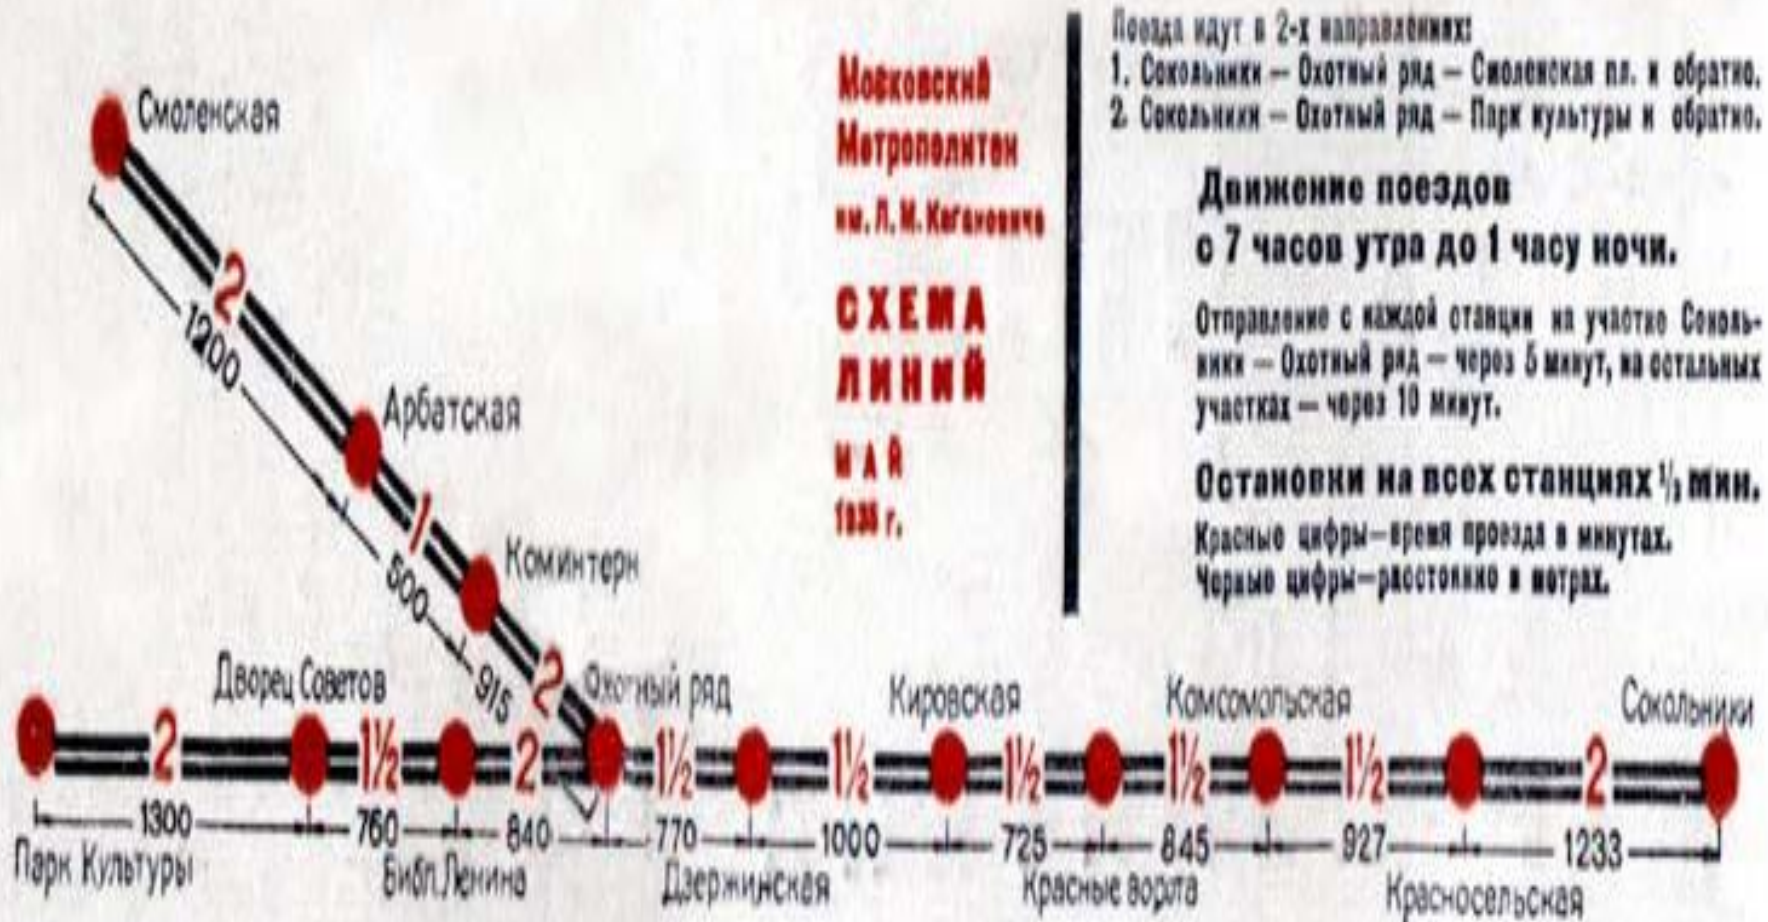 Московский
Метрополитен
им. Л. М. Кагановича
СХЕМА
ЛИНИЙ
МАЙ
1935 г.
Поезда идут в 2-х направлениях:
1. Сокольники — Охотный ряд — Смоленская пл. и обратно.
2. Сокольники — Охотный ряд — Парк культуры и обратно.
Движение поездов
с 7 часов утра до 1 часу ночи.
Отправление с каждой станции на участке Соколь-
ники — Охотный ряд — через 5 минут, на остальных
участках — через 10 минут.
Остановки на всех станциях мин.
Красные цифры—время проезда в минутах.
Черные цифры—расстояние в метрах.
Смоленская
2
1200
Арбатская
1
500
Коминтерн
2
915
Дворец Советов
Охотный ряд
Кировская
Комсомольская
Сокольники
2
1½
2
1½
1½
1½
1½
1½
2
1300
760
840
770
1000
725
845
927
1233
Парк Культуры
Библ. Ленина
Дзержинская
Красные ворота
Красносельская